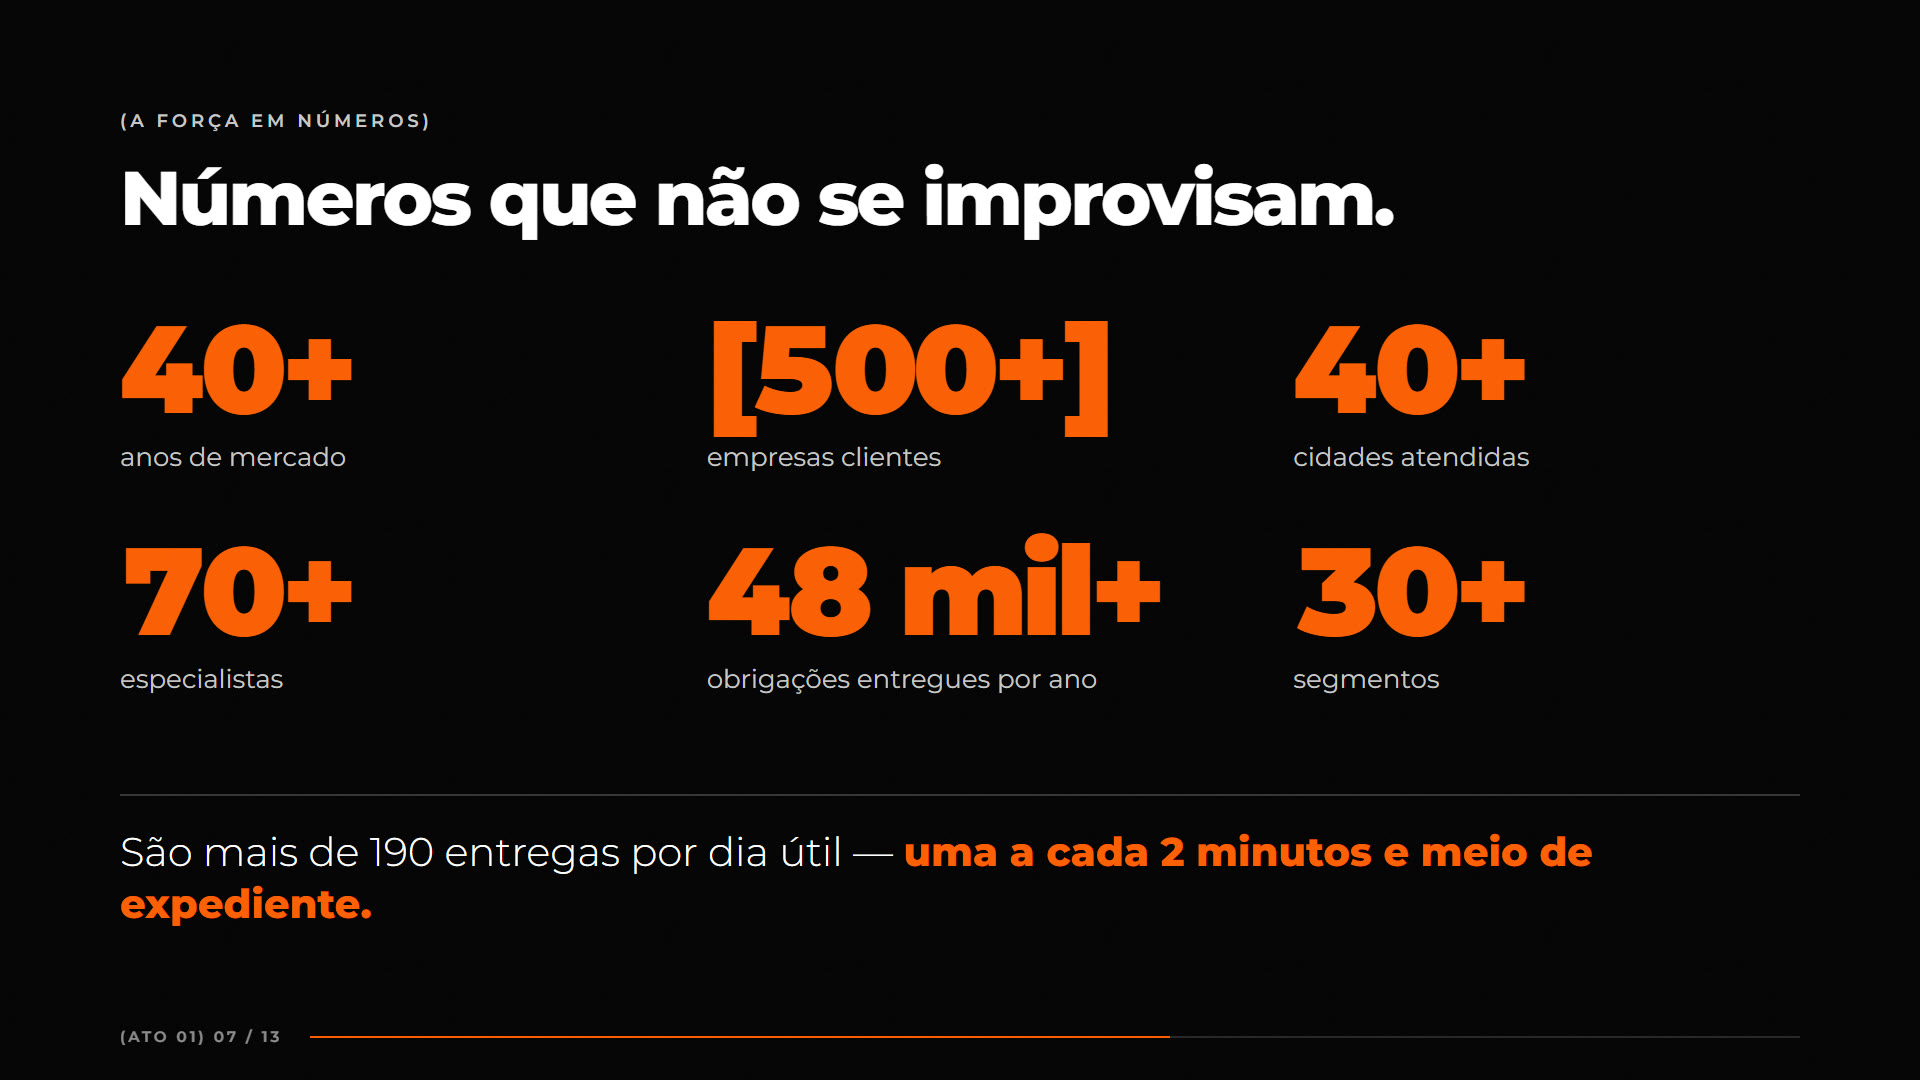 (A FORÇA EM NÚMEROS)
Números que não se improvisam.
40+
anos de mercado
[500+]
empresas clientes
40+
cidades atendidas
70+
especialistas
48 mil+
obrigações entregues por ano
30+
segmentos
São mais de 190 entregas por dia útil — uma a cada 2 minutos e meio de
expediente.
(ATO 01) 07 / 13